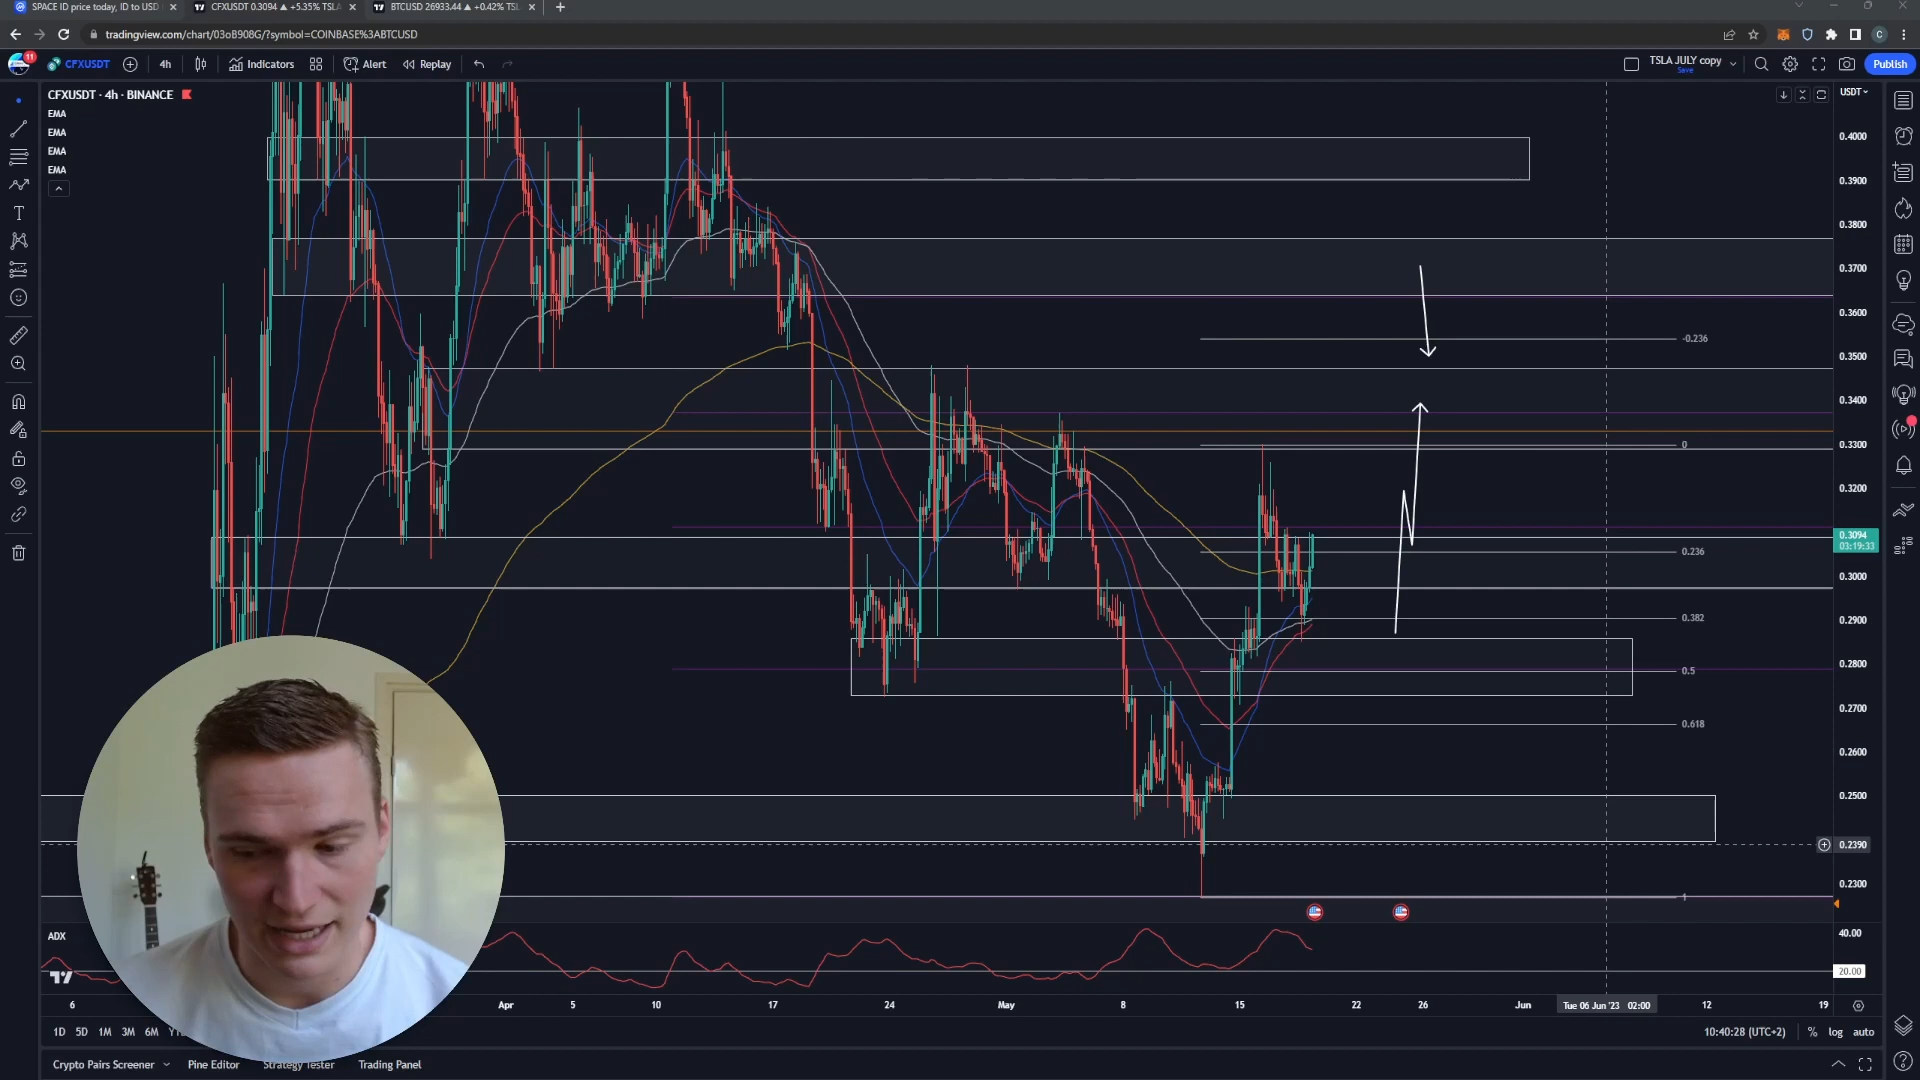 SPACE ID price today, ID to USD
CFXUSDT 0.3094 ▲ +5.35% TSLA
BTCUSD 26933.44 ▲ +0.42% TSL
tradingview.com/chart/03oB908G/?symbol=COINBASE%3ABTCUSD
C
11
CFXUSDT
4h
Indicators
Alert
Replay
TSLA JULY copy
Save
Publish
CFXUSDT · 4h · BINANCE
USDT
EMA
EMA
EMA
EMA
0.4000
0.3900
0.3800
0.3700
0.3600
-0.236
0.3500
0.3400
0.3300
0
0.3200
0.3094
03:19:33
0.236
0.3000
0.382
0.2900
0.2800
0.5
0.2700
0.618
0.2600
0.2500
0.2390
0.2300
1
ADX
40.00
20.00
6
Apr
5
10
17
24
May
8
15
22
26
Jun
Tue 06 Jun '23 02:00
12
19
1D 5D 1M 3M 6M
10:40:28 (UTC+2)
% log auto
Crypto Pairs Screener
Pine Editor
Strategy Tester
Trading Panel